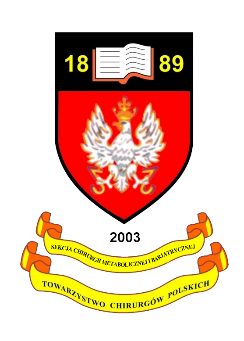 18 89
2003
SEKCJA CHIRURGII METABOLICZNEJ I BARIATRYCZNEJ
TOWARZYSTWO CHIRURGÓW POLSKICH